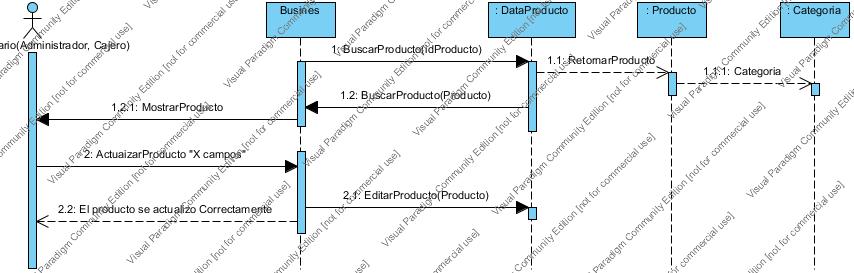 Busines
: DataProducto
: Producto
: Categoria
ario(Administrador, Cajero)
1: BuscarProducto(idProducto)
1.1: RetornarProducto
1.1.1: Categoria
1.2: BuscarProducto(Producto)
1.2.1: MostrarProducto
2: ActuaizarProducto "X campos"
2.1: EditarProducto(Producto)
2.2: El producto se actualizo Correctamente
Visual Paradigm Community Edition [not for commercial use]